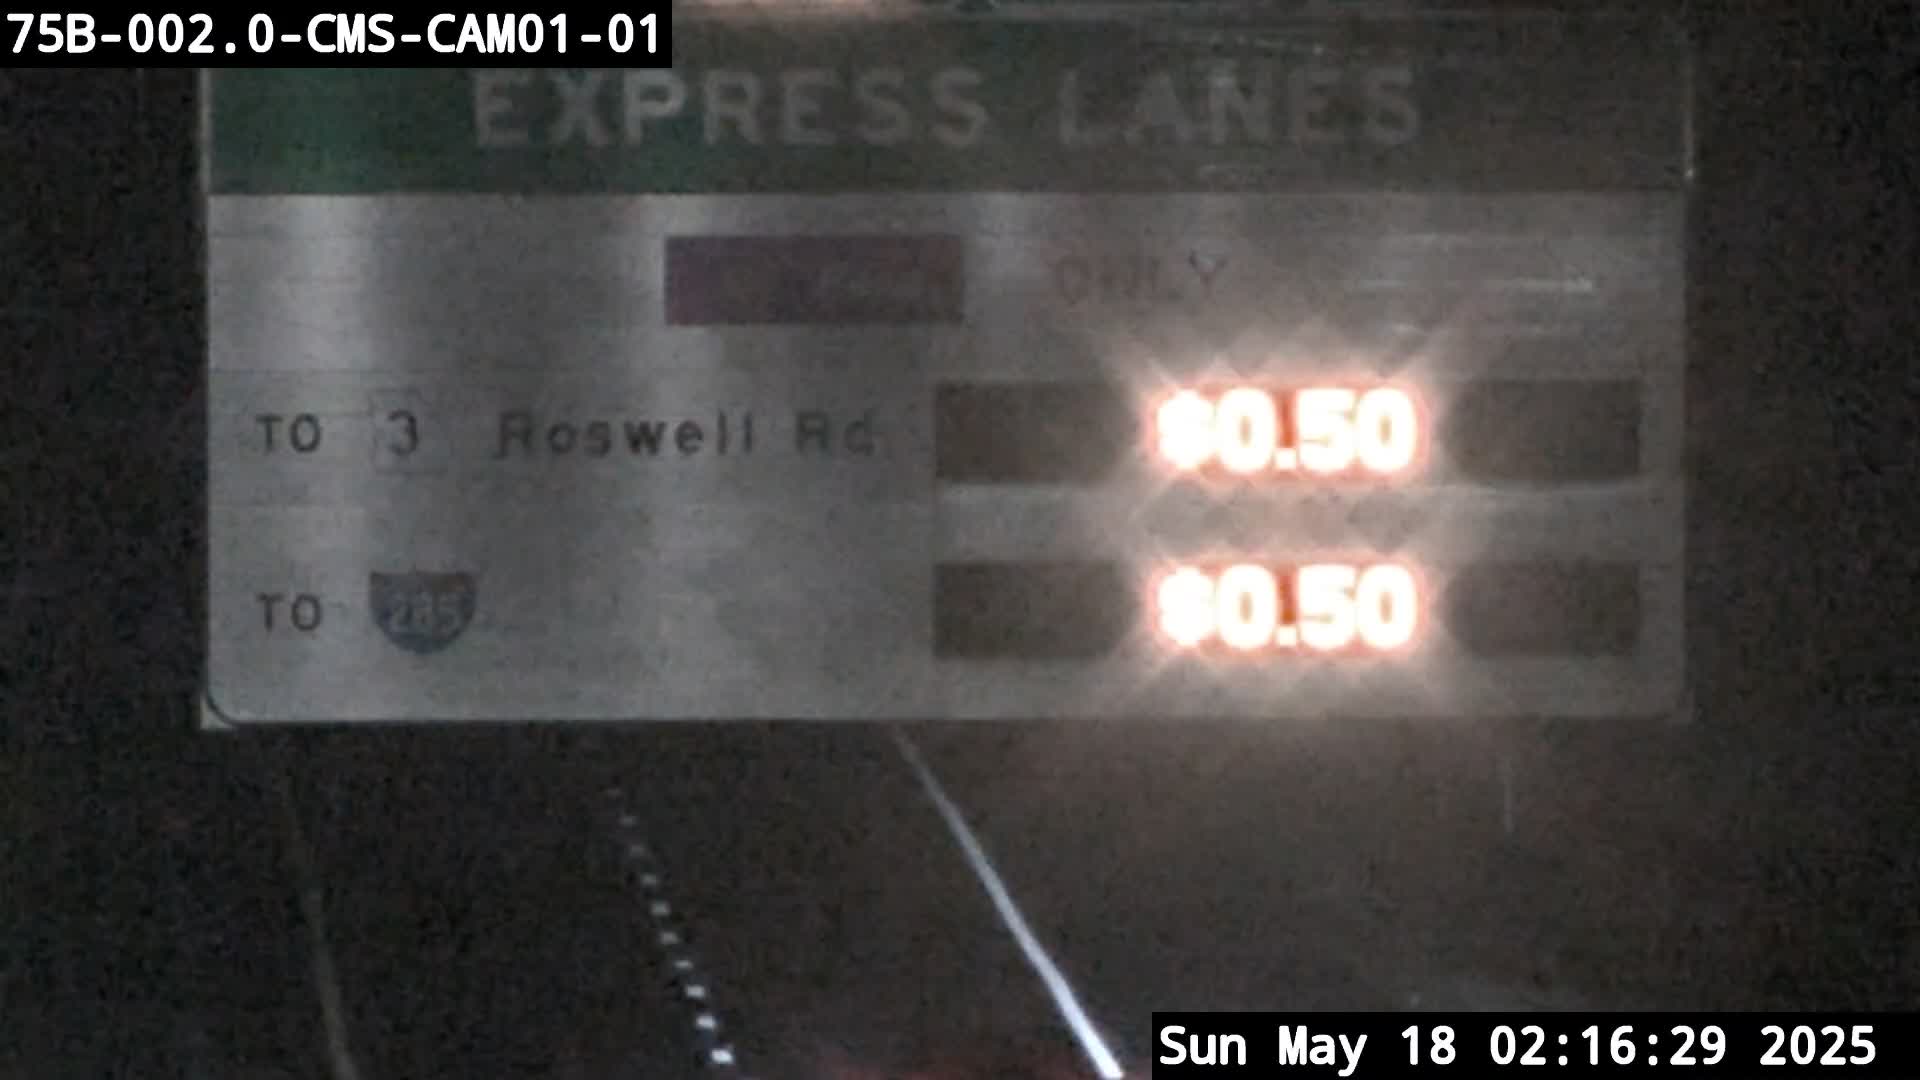 75B-002.0-CMS-CAM01-01
EXPRESS LANES
ONLY
TO 3 Roswell Rd $0.50
TO 285 $0.50
Sun May 18 02:16:29 2025